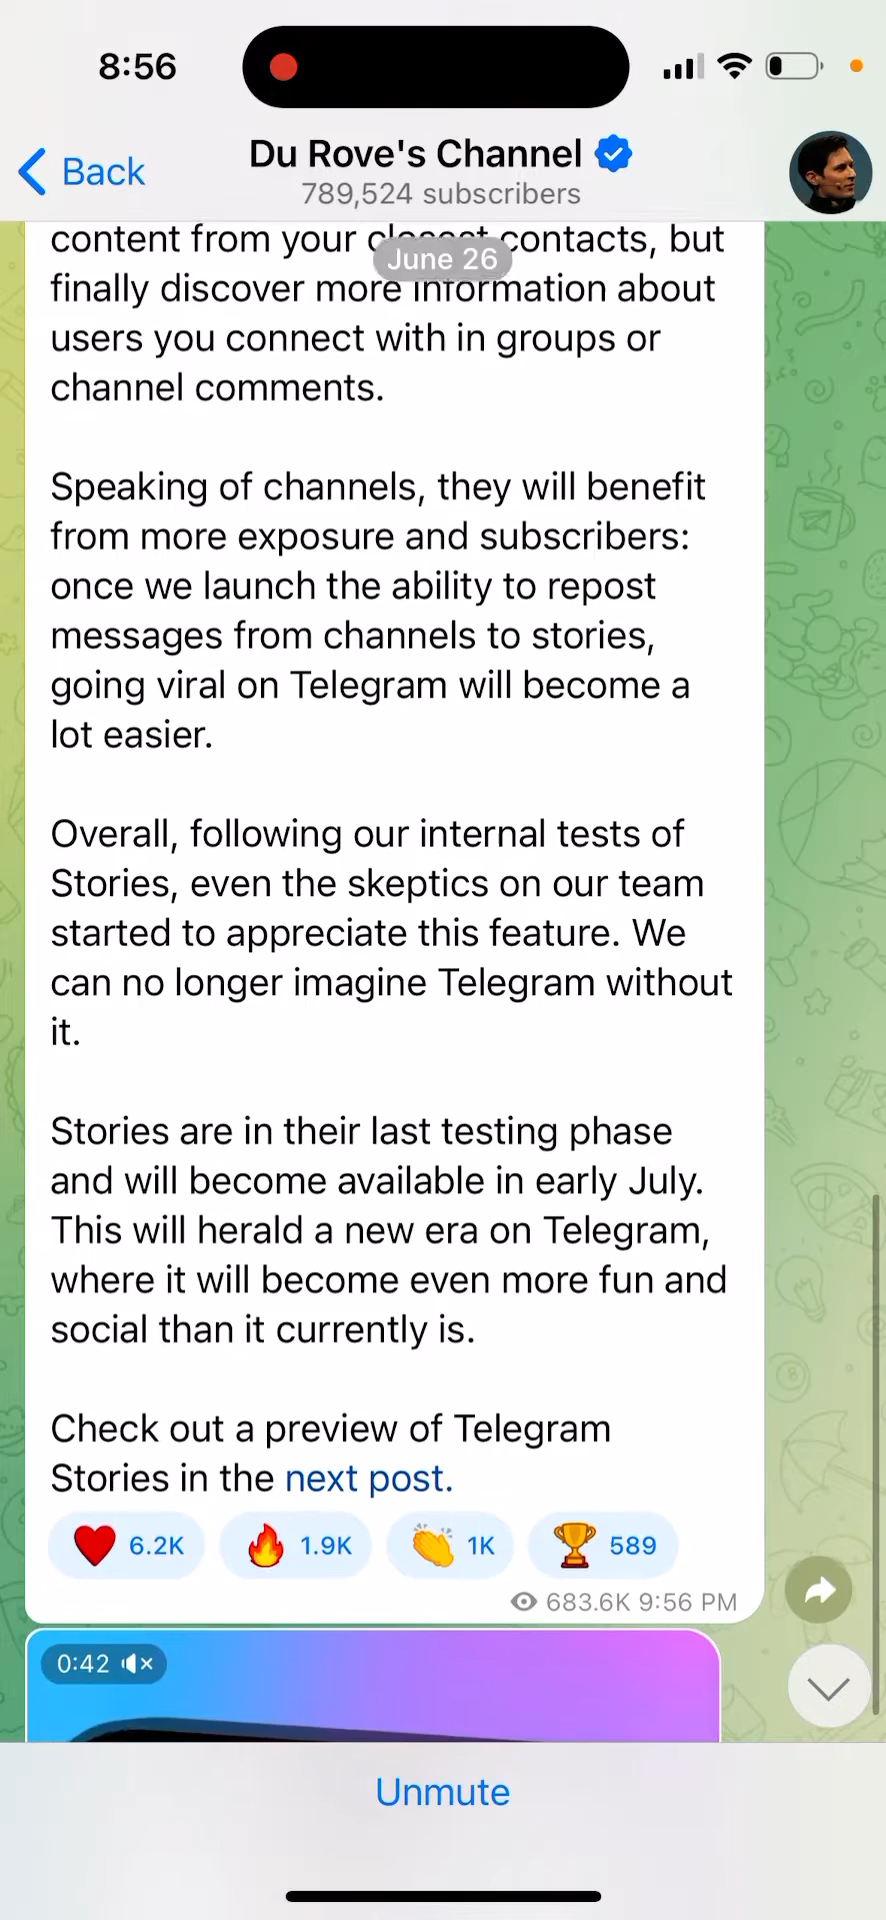 8:56
Back
Du Rove's Channel
789,524 subscribers
content from your closest contacts, but
June 26
finally discover more information about
users you connect with in groups or
channel comments.
Speaking of channels, they will benefit
from more exposure and subscribers:
once we launch the ability to repost
messages from channels to stories,
going viral on Telegram will become a
lot easier.
Overall, following our internal tests of
Stories, even the skeptics on our team
started to appreciate this feature. We
can no longer imagine Telegram without
it.
Stories are in their last testing phase
and will become available in early July.
This will herald a new era on Telegram,
where it will become even more fun and
social than it currently is.
Check out a preview of Telegram
Stories in the next post.
6.2K 1.9K 1K 589
683.6K 9:56 PM
0:42
Unmute